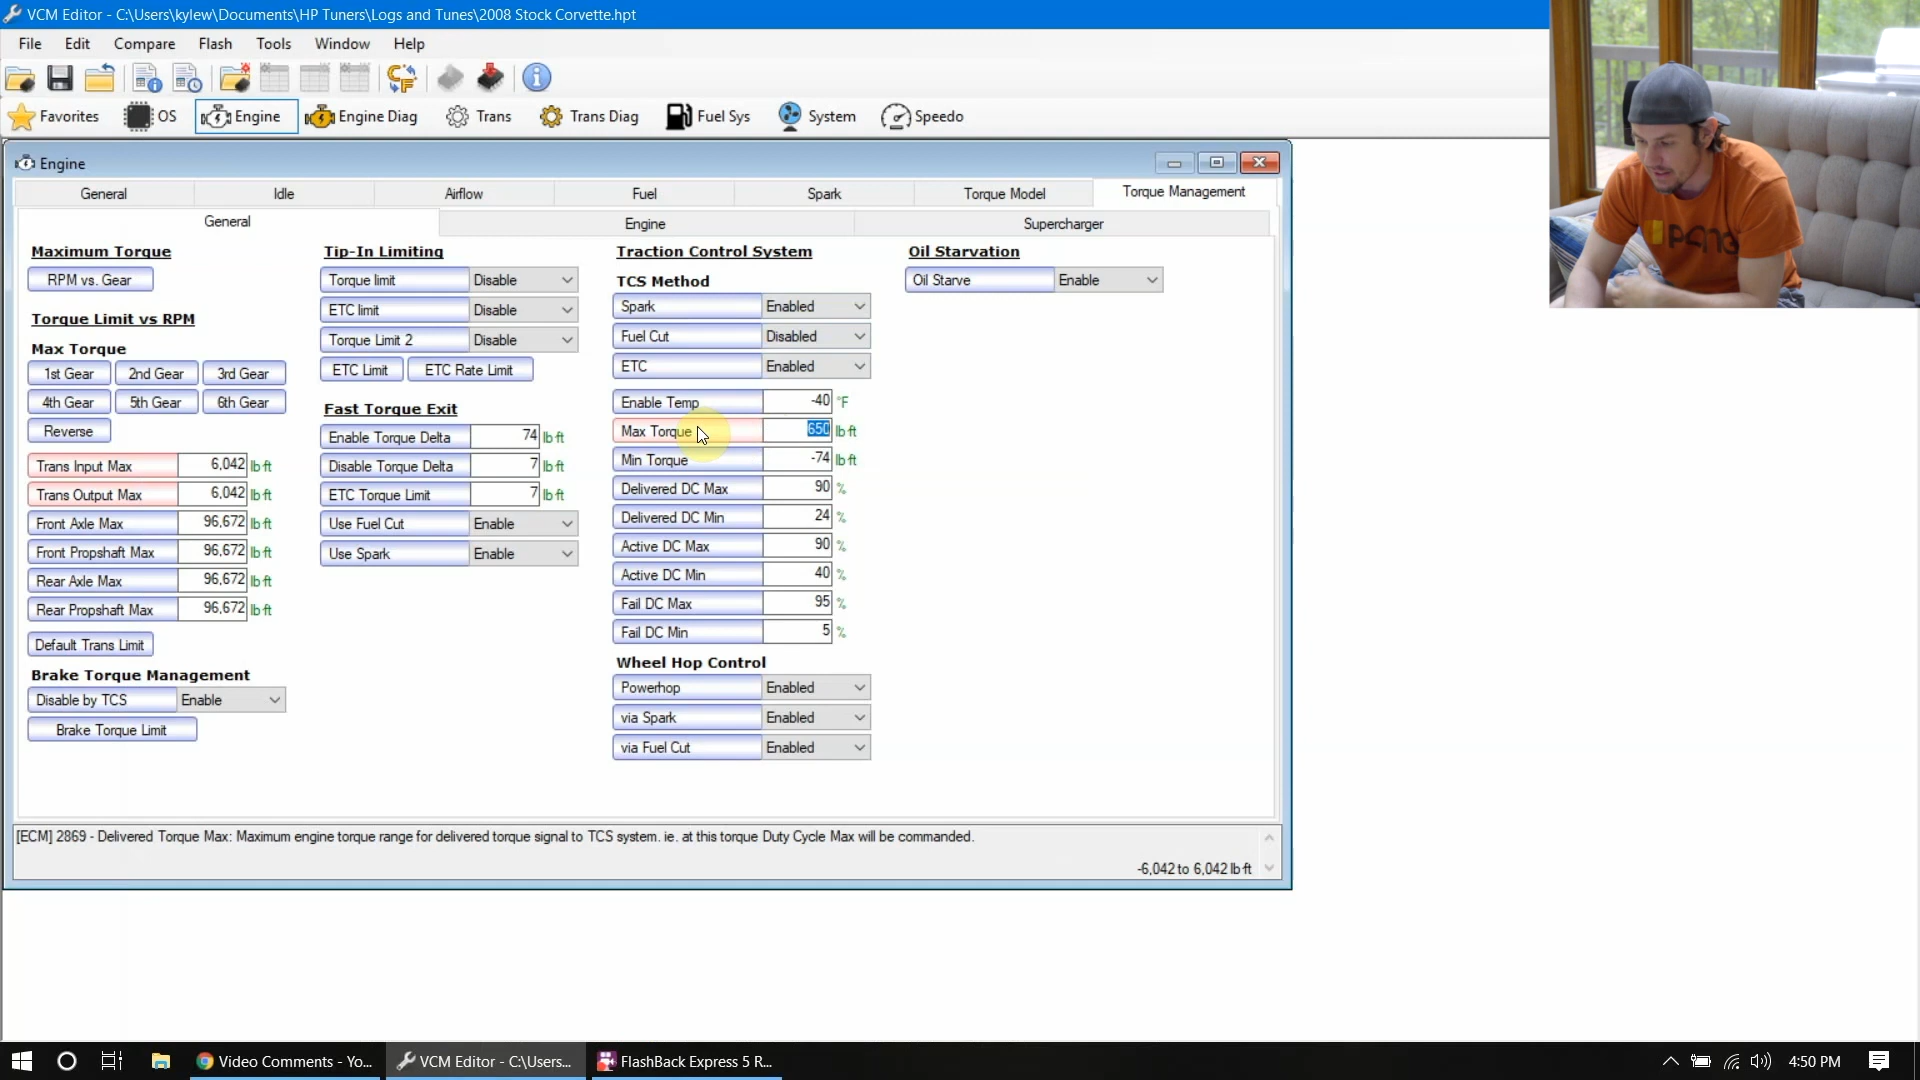 VCM Editor - C:\Users\kylew\Documents\HP Tuners\Logs and Tunes\2008 Stock Corvette.hpt
File Edit Compare Flash Tools Window Help
Favorites OS Engine Engine Diag Trans Trans Diag Fuel Sys System Speedo
Engine
General Idle Airflow Fuel Spark Torque Model Torque Management
General Engine Supercharger
Maximum Torque
RPM vs. Gear
Torque Limit vs RPM
Max Torque
1st Gear 2nd Gear 3rd Gear
4th Gear 5th Gear 6th Gear
Reverse
Trans Input Max 6,042 lb·ft
Trans Output Max 6,042 lb·ft
Front Axle Max 96,672 lb·ft
Front Propshaft Max 96,672 lb·ft
Rear Axle Max 96,672 lb·ft
Rear Propshaft Max 96,672 lb·ft
Default Trans Limit
Brake Torque Management
Disable by TCS Enable
Brake Torque Limit
Tip-In Limiting
Torque limit Disable
ETC limit Disable
Torque Limit 2 Disable
ETC Limit ETC Rate Limit
Fast Torque Exit
Enable Torque Delta 74 lb·ft
Disable Torque Delta 7 lb·ft
ETC Torque Limit 7 lb·ft
Use Fuel Cut Enable
Use Spark Enable
Traction Control System
TCS Method
Spark Enabled
Fuel Cut Disabled
ETC Enabled
Enable Temp -40 °F
Max Torque 650 lb·ft
Min Torque -74 lb·ft
Delivered DC Max 90 %
Delivered DC Min 24 %
Active DC Max 90 %
Active DC Min 40 %
Fail DC Max 95 %
Fail DC Min 5 %
Wheel Hop Control
Powerhop Enabled
via Spark Enabled
via Fuel Cut Enabled
Oil Starvation
Oil Starve Enable
[ECM] 2869 - Delivered Torque Max: Maximum engine torque range for delivered torque signal to TCS system. ie. at this torque Duty Cycle Max will be commanded.
-6,042 to 6,042 lb·ft
Video Comments - Yo... VCM Editor - C:\Users... FlashBack Express 5 R... 4:50 PM